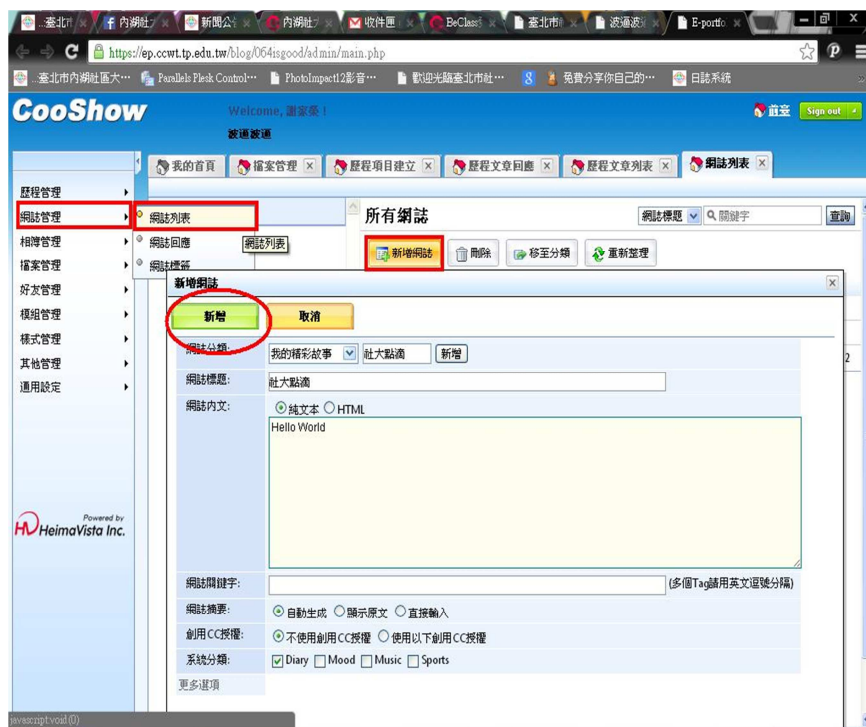 ..臺北市 內湖社 新聞公 內湖社 收件匣 BeClass 臺北市 波逼波 E-portfo
https://ep.ccwt.tp.edu.tw/blog/064isgood/admin/main.php
..臺北市內湖社區大… Parallels Plesk Control… PhotoImpact12影音… 歡迎光臨臺北市社… 免費分享你自己的… 日誌系統
CooShow Welcome, 謝家榮！ 前臺 Sign out
波逼波逼
我的首頁 檔案管理 歷程項目建立 歷程文章回應 歷程文章列表 網誌列表
歷程管理
網誌管理 網誌列表 所有網誌 網誌標題 關鍵字 查詢
相簿管理 網誌回應 網誌列表 新增網誌 刪除 移至分類 重新整理
檔案管理 網誌標籤
好友管理 新增網誌
模組管理 新增 取消
樣式管理 網誌分類: 我的精彩故事 社大點滴 新增
其他管理 2
通用設定 網誌標題: 社大點滴
網誌內文: 純文本 HTML
Hello World
Powered by
HeimaVista Inc.
網誌關鍵字: (多個Tag請用英文逗號分隔)
網誌摘要: 自動生成 顯示原文 直接輸入
創用CC授權: 不使用創用CC授權 使用以下創用CC授權
系統分類: Diary Mood Music Sports
更多選項
javascript:void(0)